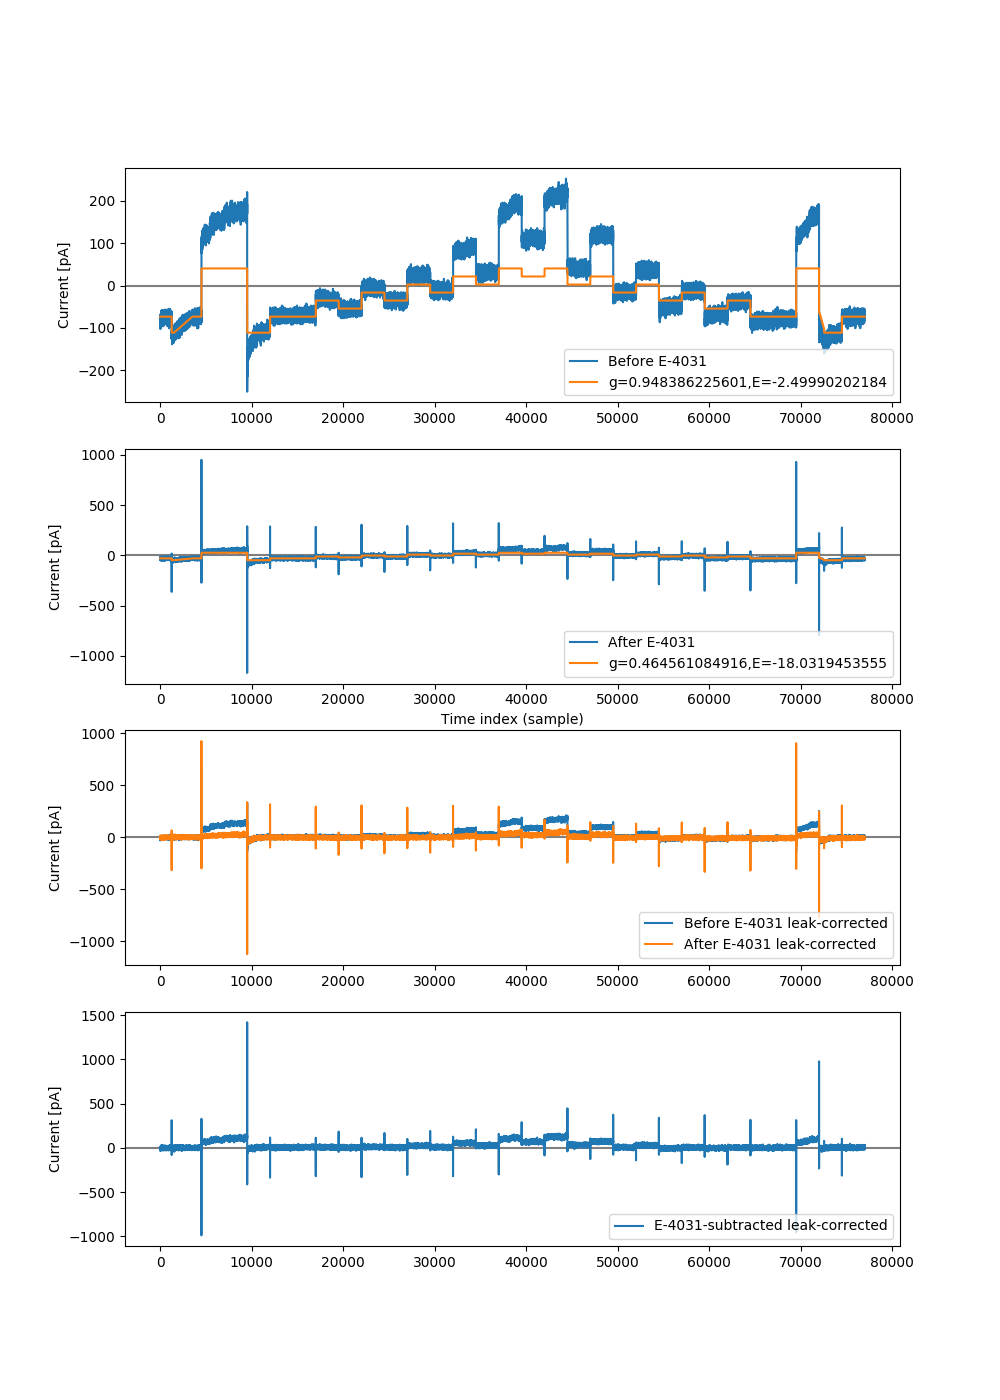 200
100
0
−100
−200
Current [pA]
0 10000 20000 30000 40000 50000 60000 70000 80000
Before E-4031
g=0.948386225601,E=-2.49990202184
1000
500
0
−500
−1000
Current [pA]
0 10000 20000 30000 40000 50000 60000 70000 80000
Time index (sample)
After E-4031
g=0.464561084916,E=-18.0319453555
1000
500
0
−500
−1000
Current [pA]
0 10000 20000 30000 40000 50000 60000 70000 80000
Before E-4031 leak-corrected
After E-4031 leak-corrected
1500
1000
500
0
−500
−1000
Current [pA]
0 10000 20000 30000 40000 50000 60000 70000 80000
E-4031-subtracted leak-corrected